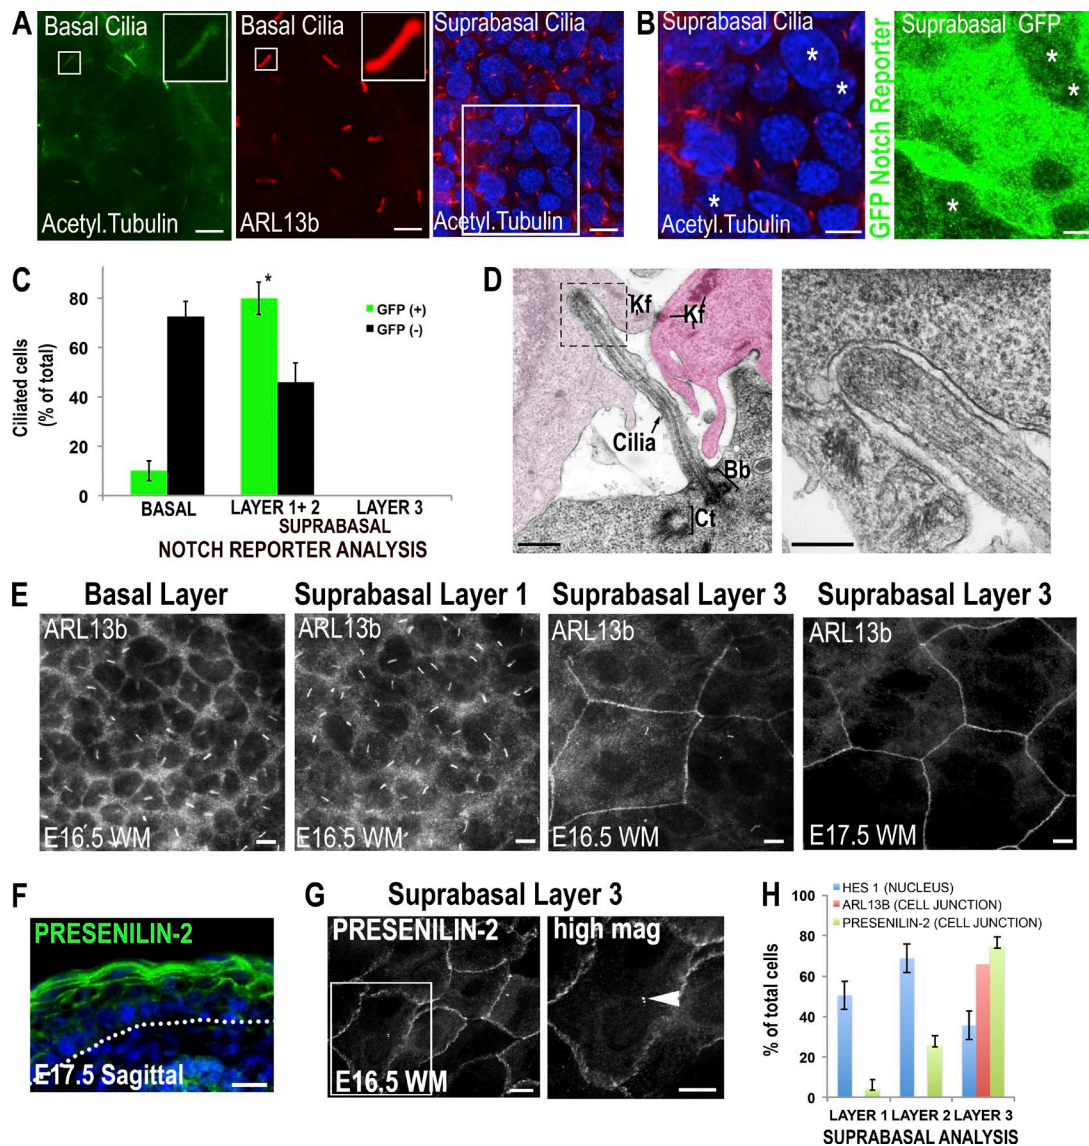 A
Basal Cilia
Acetyl.Tubulin
Basal Cilia
ARL13b
Suprabasal Cilia
Acetyl.Tubulin
B
Suprabasal Cilia
*
*
*
Acetyl.Tubulin
GFP Notch Reporter
Suprabasal GFP
*
*
*
C
Ciliated cells
(% of total)
80
60
40
20
0
*
GFP (+)
GFP (-)
BASAL
LAYER 1+ 2
LAYER 3
SUPRABASAL
NOTCH REPORTER ANALYSIS
D
Kf
Kf
Cilia
Bb
Ct
E
Basal Layer
ARL13b
E16.5 WM
Suprabasal Layer 1
ARL13b
E16.5 WM
Suprabasal Layer 3
ARL13b
E16.5 WM
Suprabasal Layer 3
ARL13b
E17.5 WM
F
PRESENILIN-2
E17.5 Sagittal
G
Suprabasal Layer 3
PRESENILIN-2
E16.5 WM
high mag
H
HES 1 (NUCLEUS)
ARL13B (CELL JUNCTION)
PRESENILIN-2 (CELL JUNCTION)
% of total cells
100
80
60
40
20
0
LAYER 1
LAYER 2
LAYER 3
SUPRABASAL ANALYSIS